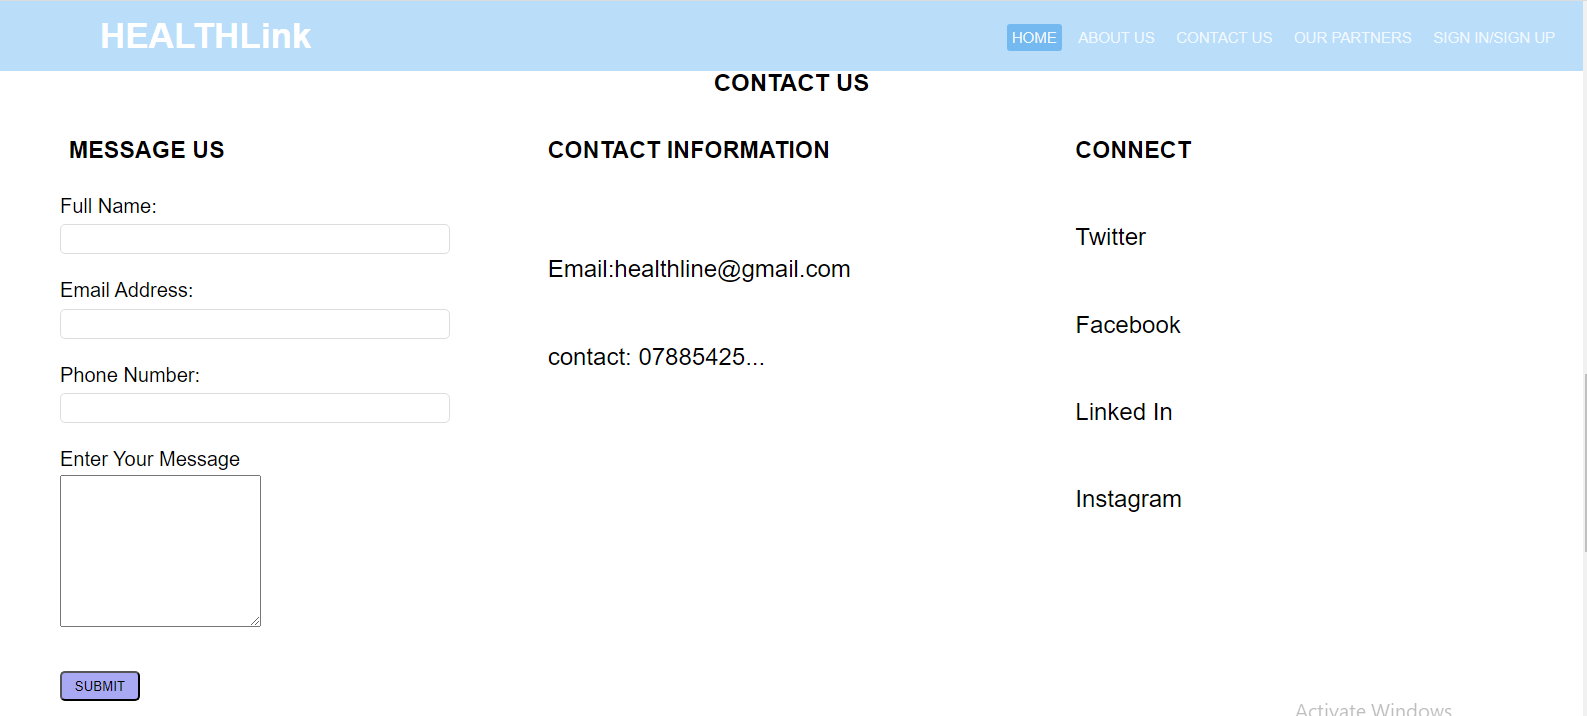 HEALTHLink
HOME ABOUT US CONTACT US OUR PARTNERS SIGN IN/SIGN UP
CONTACT US
MESSAGE US
Full Name:
Email Address:
Phone Number:
Enter Your Message
SUBMIT
CONTACT INFORMATION
Email:healthline@gmail.com
contact: 07885425...
CONNECT
Twitter
Facebook
Linked In
Instagram
Activate Windows